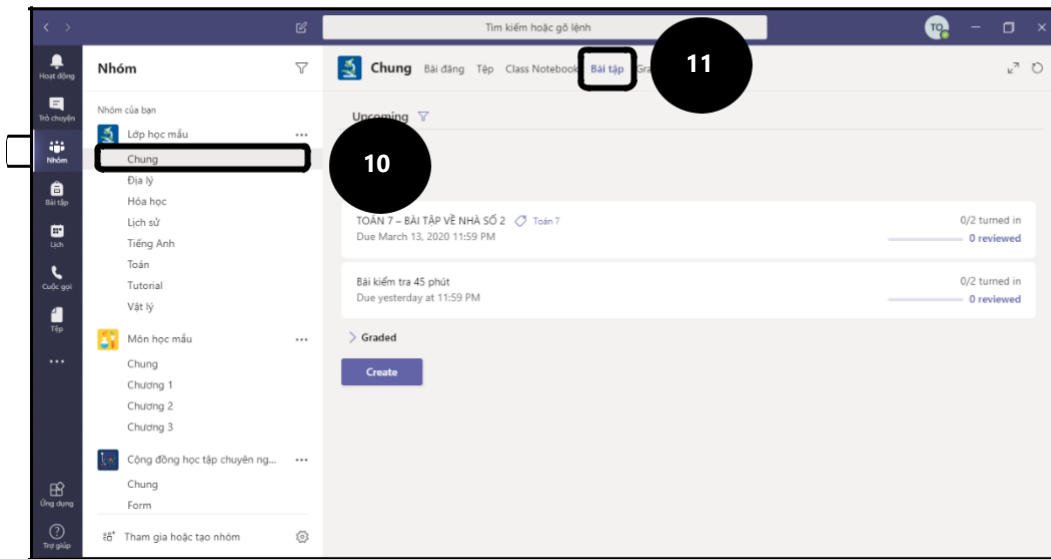 Tìm kiếm hoặc gõ lệnh
TO
Hoạt động
Trò chuyện
Nhóm
Bài tập
Lịch
Cuộc gọi
Tệp
Ứng dụng
Trợ giúp
Nhóm
Nhóm của bạn
Lớp học mẫu
Chung
Địa lý
Hóa học
Lịch sử
Tiếng Anh
Toán
Tutorial
Vật lý
Môn học mẫu
Chung
Chương 1
Chương 2
Chương 3
Cộng đồng học tập chuyên ng...
Chung
Form
Tham gia hoặc tạo nhóm
10
Chung Bài đăng Tệp Class Notebook Bài tập
11
Upcoming
TOÁN 7 – BÀI TẬP VỀ NHÀ SỐ 2 Toán 7
Due March 13, 2020 11:59 PM
0/2 turned in
0 reviewed
Bài kiểm tra 45 phút
Due yesterday at 11:59 PM
0/2 turned in
0 reviewed
Graded
Create